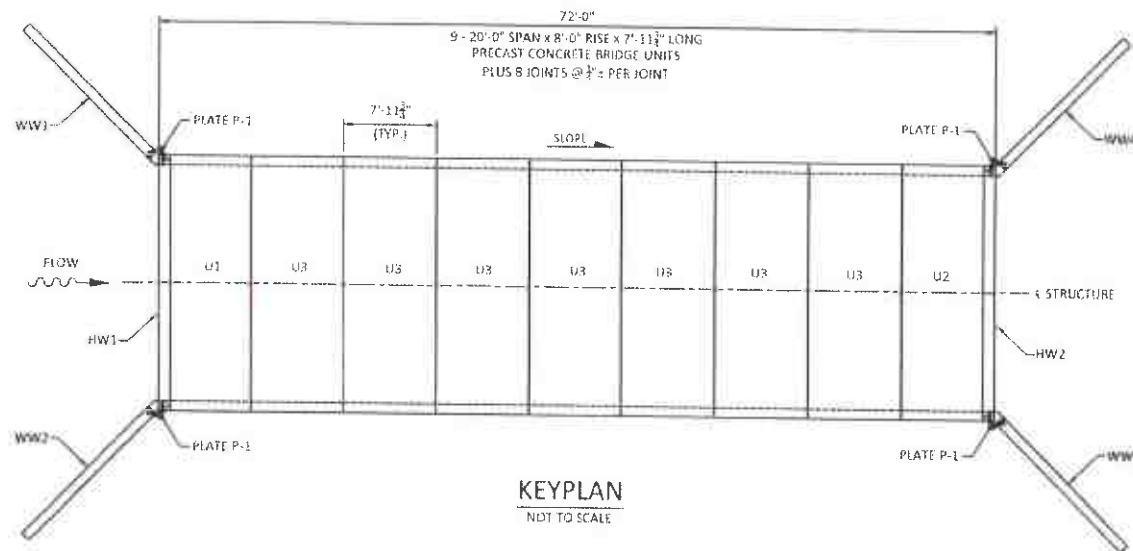 72'-0"
9 - 20'-0" SPAN x 8'-0" RISE x 7'-11¾" LONG
PRECAST CONCRETE BRIDGE UNITS
PLUS 8 JOINTS @ ¼"± PER JOINT
7'-11¾"
(TYP.)
SLOPE
WW1
PLATE P-1
PLATE P-1
FLOW
U1 U3 U3 U3 U3 U3 U3 U3 U2
STRUCTURE
HW1
HW2
WW2
PLATE P-1
PLATE P-1
KEYPLAN
NOT TO SCALE